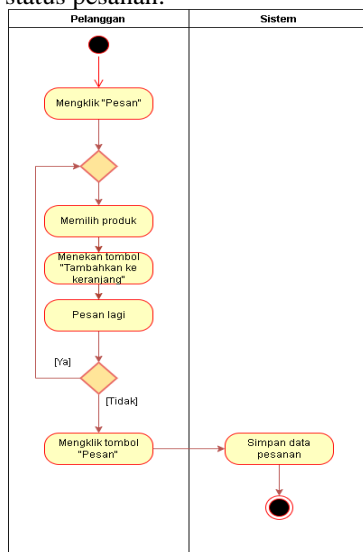 status pesanan.
Pelanggan
Sistem
Mengklik "Pesan"
Memilih produk
Menekan tombol
"Tambahkan ke
keranjang"
Pesan lagi
[Ya]
[Tidak]
Mengklik tombol
"Pesan"
Simpan data
pesanan